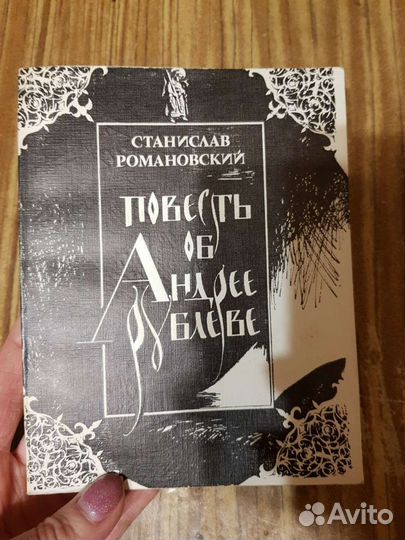 СТАНИСЛАВ
РОМАНОВСКИЙ
ПОВЕСТЬ
ОБ
АНДРЕЕ
РУБЛЕВЕ
Avito